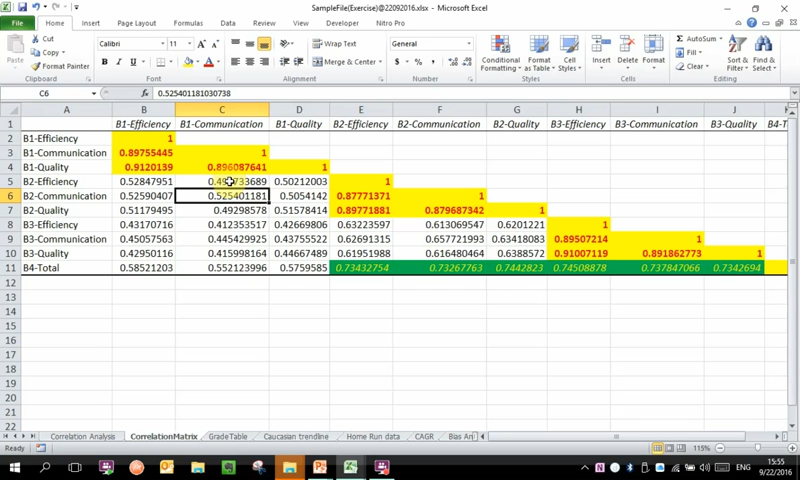 SampleFile(Exercise)@22092016.xlsx - Microsoft Excel
File Home Insert Page Layout Formulas Data Review View Developer Nitro Pro
Cut
Copy
Format Painter
Paste
Clipboard
Calibri 11
B I U
Font
Wrap Text
Merge & Center
Alignment
General
$ % ,
Number
Conditional Formatting
Format as Table
Cell Styles
Styles
Insert Delete Format
Cells
AutoSum
Fill
Clear
Sort & Filter
Find & Select
Editing
C6 fx 0.525401181030738
A B C D E F G H I J
1 B1-Efficiency B1-Communication B1-Quality B2-Efficiency B2-Communication B2-Quality B3-Efficiency B3-Communication B3-Quality B4-T
2 B1-Efficiency 1
3 B1-Communication 0.89755445 1
4 B1-Quality 0.9120139 0.896087641 1
5 B2-Efficiency 0.52847951 733689 0.50212003 1
6 B2-Communication 0.52590407 0.525401181 0.5054142 0.87771371 1
7 B2-Quality 0.51179495 0.49298578 0.51578414 0.89771881 0.879687342 1
8 B3-Efficiency 0.43170716 0.412353517 0.42669806 0.63223597 0.613069547 0.6201221 1
9 B3-Communication 0.45057563 0.445429925 0.43755522 0.62691315 0.657721993 0.63418083 0.89507214 1
10 B3-Quality 0.42950116 0.415998164 0.44667489 0.61951988 0.616480464 0.6388572 0.91007119 0.891862773 1
11 B4-Total 0.58521203 0.552123996 0.5759585 0.73432754 0.73267763 0.7442823 0.74508878 0.737847066 0.7342694
12
13
14
15
16
17
18
19
20
21
22
Correlation Analysis CorrelationMatrix GradeTable Caucasian trendline Home Run data CAGR Bias An
Ready 115%
ENG 15:55
9/22/2016